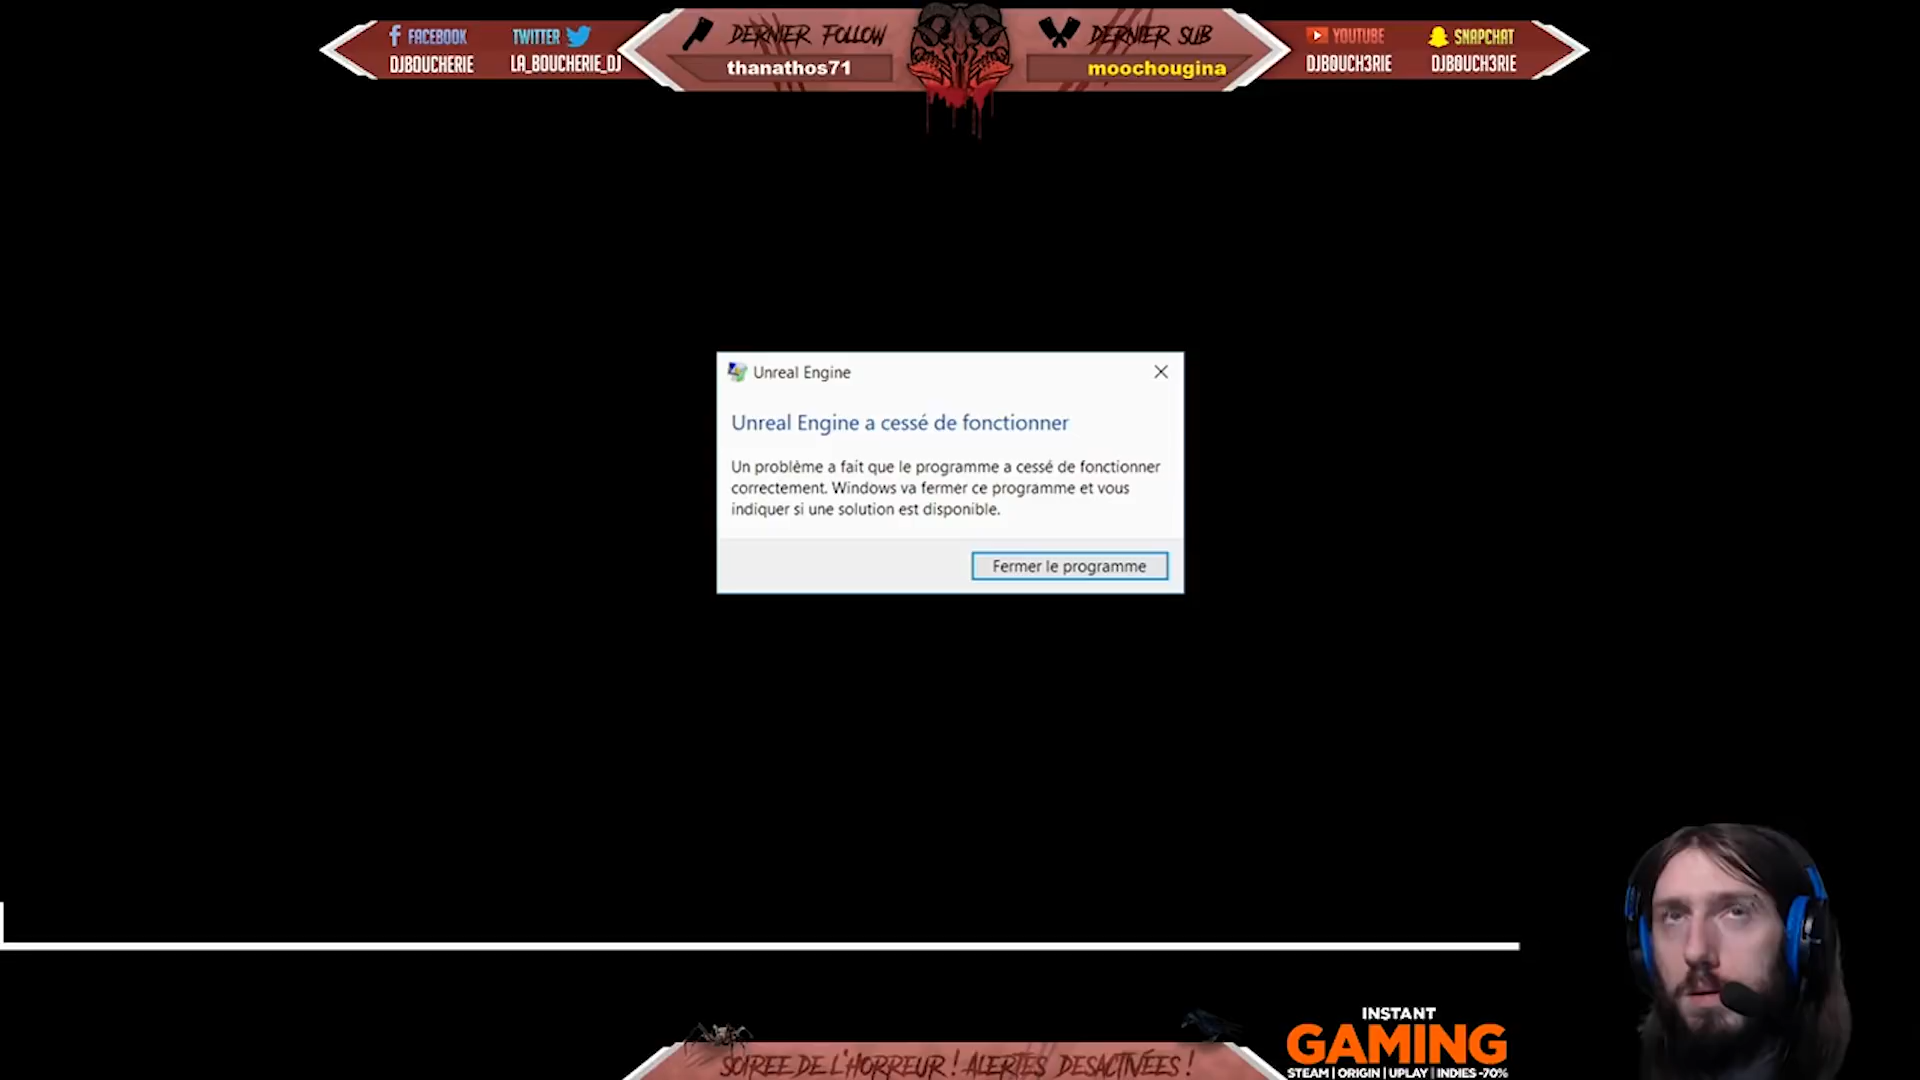 FACEBOOK
DJBOUCHERIE
TWITTER
LA_BOUCHERIE_DJ
DERNIER FOLLOW
thanathos71
DERNIER SUB
moochougina
YOUTUBE
DJBOUCH3RIE
SNAPCHAT
DJBOUCH3RIE
Unreal Engine
Unreal Engine a cessé de fonctionner
Un problème a fait que le programme a cessé de fonctionner
correctement. Windows va fermer ce programme et vous
indiquer si une solution est disponible.
Fermer le programme
INSTANT
GAMING
STEAM | ORIGIN | UPLAY | INDIES -70%
SOIREE DE L'HORREUR ! ALERTES DESACTIVÉES !